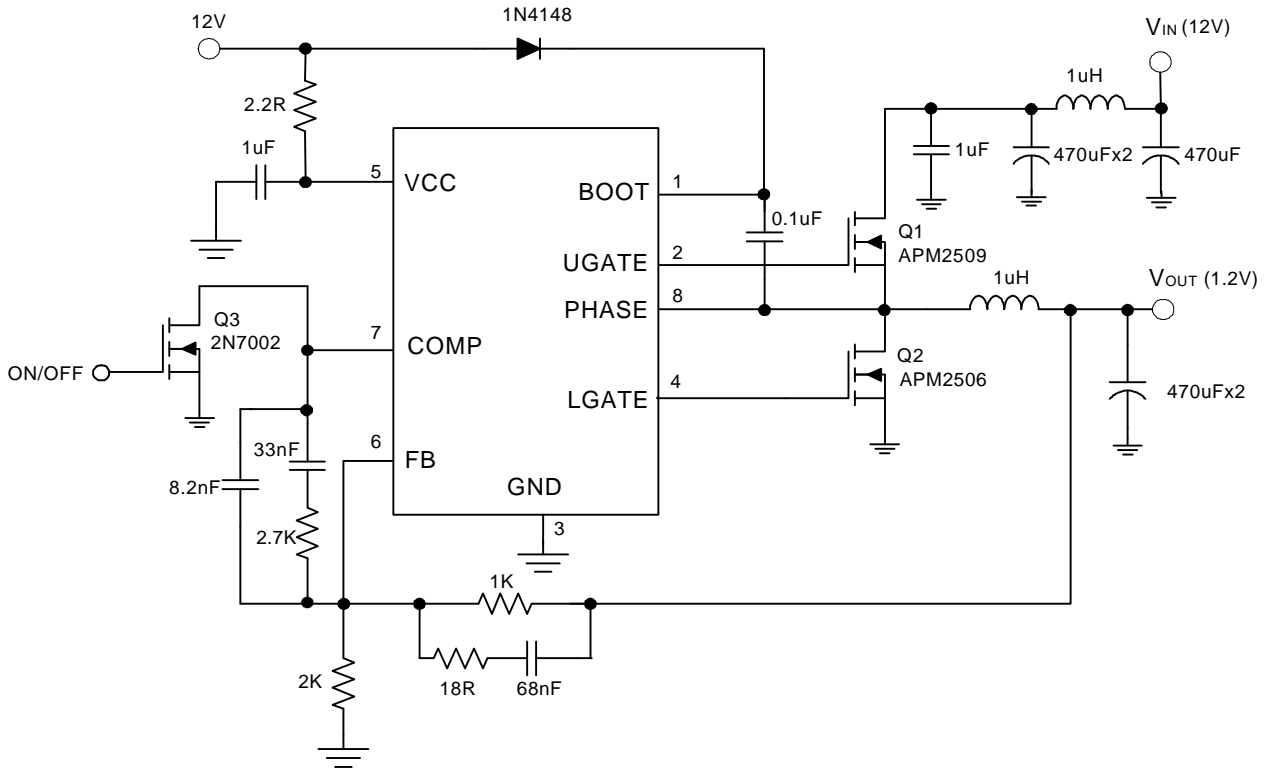 12V
1N4148
VIN (12V)
1uH
2.2R
1uF
1uF
470uFx2
470uF
5
VCC
BOOT
1
0.1uF
Q1
APM2509
UGATE
2
1uH
VOUT (1.2V)
PHASE
8
Q3
2N7002
7
COMP
Q2
APM2506
ON/OFF
LGATE
4
470uFx2
6
FB
33nF
8.2nF
GND
3
2.7K
1K
2K
18R
68nF